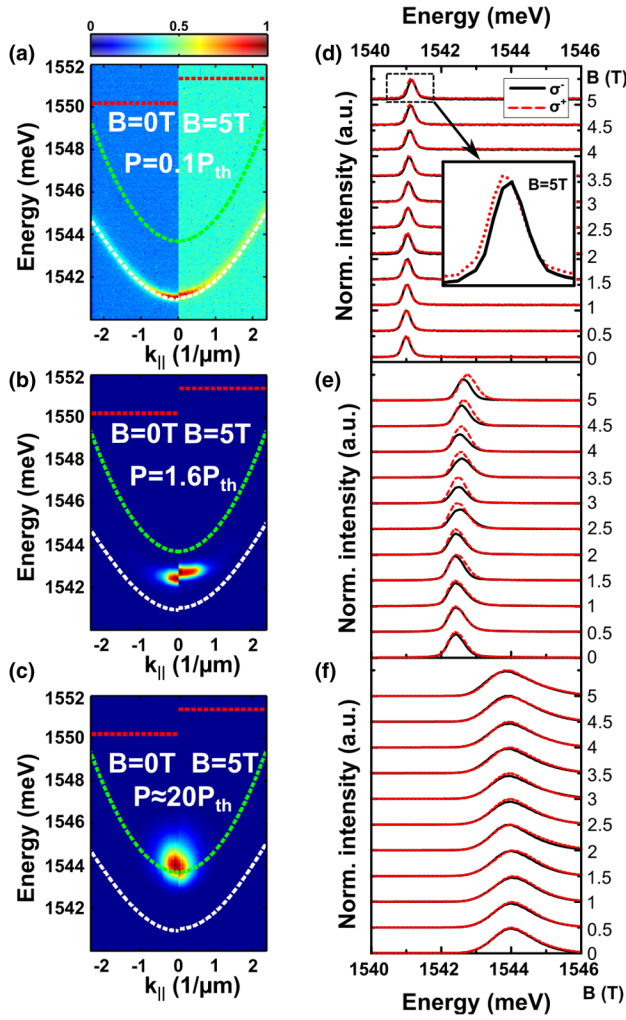 0 0.5 1
(a)
1552
1550
1548
1546
1544
1542
Energy (meV)
B=0T B=5T
P=0.1Pth
-2 -1 0 1 2
k|| (1/µm)
(b)
1552
1550
1548
1546
1544
1542
Energy (meV)
B=0T B=5T
P=1.6Pth
-2 -1 0 1 2
k|| (1/µm)
(c)
1552
1550
1548
1546
1544
1542
Energy (meV)
B=0T B=5T
P≈20Pth
-2 -1 0 1 2
k|| (1/µm)
Energy (meV)
1540 1542 1544 1546
(d)
B (T)
σ-
σ+
B=5T
Norm. intensity (a.u.)
5
4.5
4
3.5
3
2.5
2
1.5
1
0.5
0
(e)
Norm. intensity (a.u.)
5
4.5
4
3.5
3
2.5
2
1.5
1
0.5
0
(f)
Norm. intensity (a.u.)
5
4.5
4
3.5
3
2.5
2
1.5
1
0.5
0
1540 1542 1544 1546
Energy (meV)
B (T)